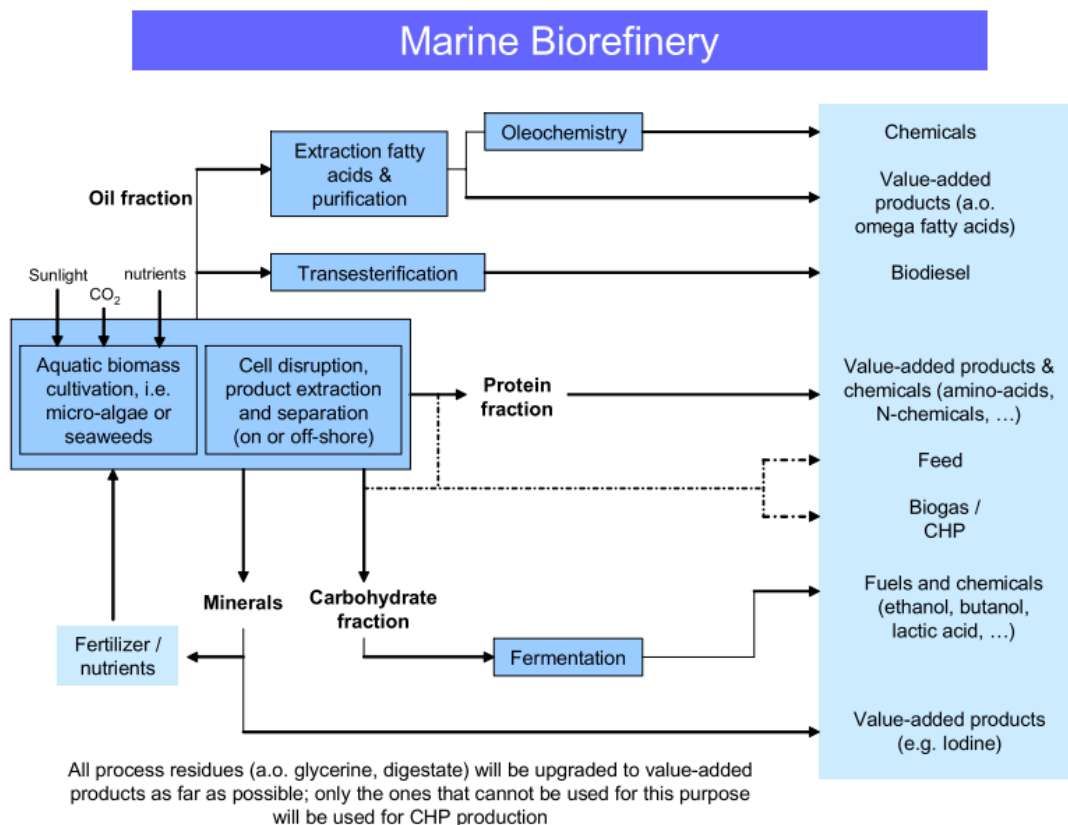 Marine Biorefinery
Oleochemistry
Chemicals
Extraction fatty
acids &
purification
Value-added
products (a.o.
omega fatty acids)
Oil fraction
Transesterification
Biodiesel
Sunlight
CO₂
nutrients
Aquatic biomass
cultivation, i.e.
micro-algae or
seaweeds
Cell disruption,
product extraction
and separation
(on or off-shore)
Protein
fraction
Value-added products &
chemicals (amino-acids,
N-chemicals, …)
Feed
Biogas /
CHP
Minerals
Carbohydrate
fraction
Fuels and chemicals
(ethanol, butanol,
lactic acid, …)
Fertilizer /
nutrients
Fermentation
Value-added products
(e.g. Iodine)
All process residues (a.o. glycerine, digestate) will be upgraded to value-added
products as far as possible; only the ones that cannot be used for this purpose
will be used for CHP production